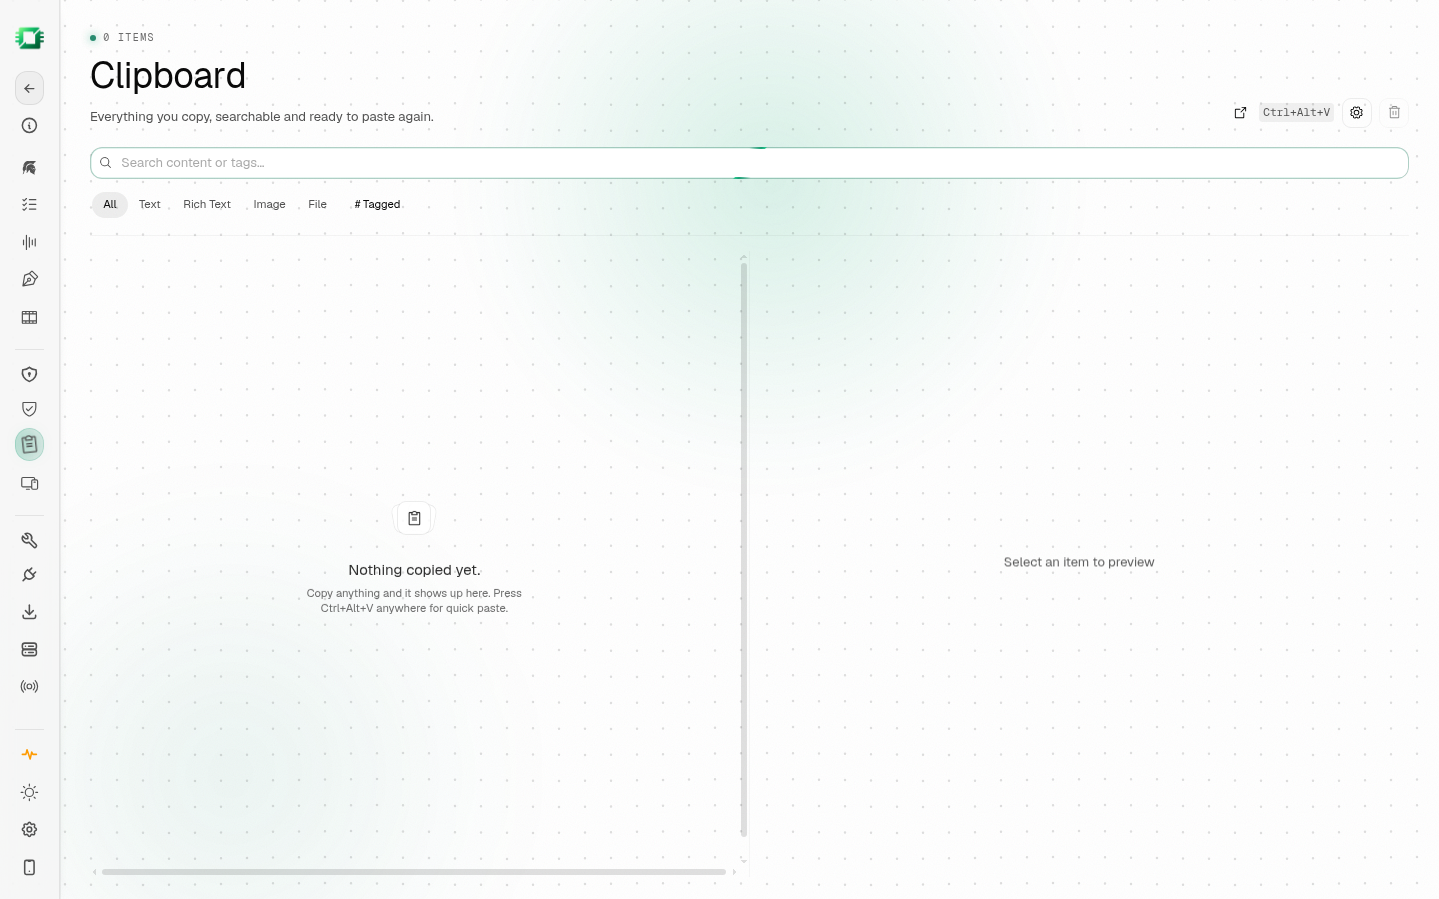 0 ITEMS
Clipboard
Everything you copy, searchable and ready to paste again.
Ctrl+Alt+V
Search content or tags...
All Text Rich Text Image File # Tagged
Nothing copied yet.
Copy anything and it shows up here. Press
Ctrl+Alt+V anywhere for quick paste.
Select an item to preview